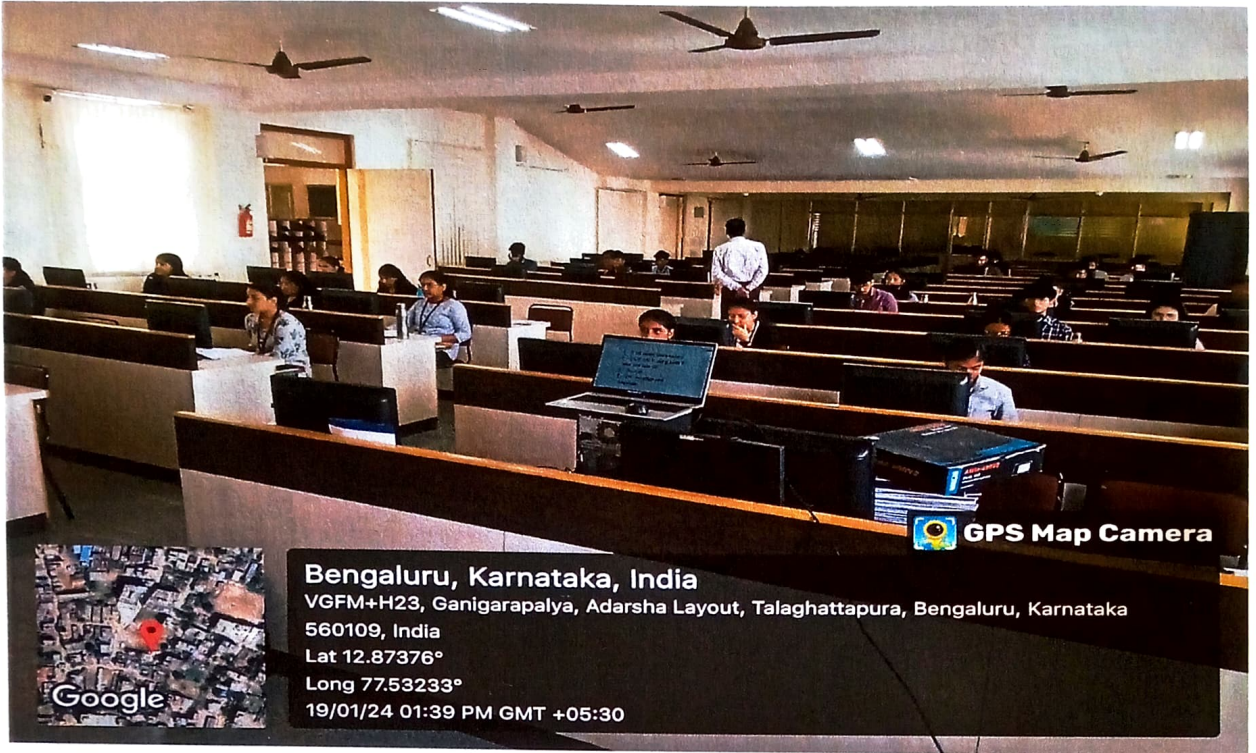 GPS Map Camera
Bengaluru, Karnataka, India
VGFM+H23, Ganigarapalya, Adarsha Layout, Talaghattapura, Bengaluru, Karnataka
560109, India
Lat 12.87376°
Long 77.53233°
19/01/24 01:39 PM GMT +05:30
Google